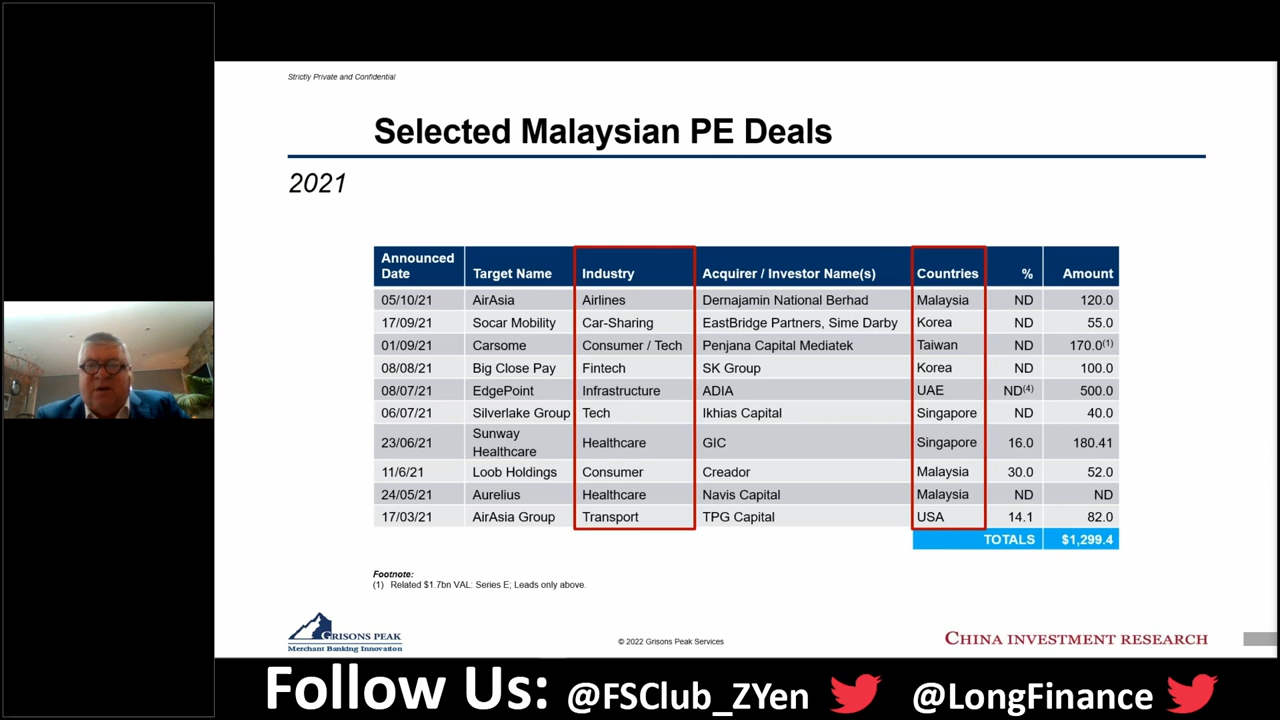 Strictly Private and Confidential
Selected Malaysian PE Deals
2021
Announced Date Target Name Industry Acquirer / Investor Name(s) Countries % Amount
05/10/21 AirAsia Airlines Dernajamin National Berhad Malaysia ND 120.0
17/09/21 Socar Mobility Car-Sharing EastBridge Partners, Sime Darby Korea ND 55.0
01/09/21 Carsome Consumer / Tech Penjana Capital Mediatek Taiwan ND 170.0(1)
08/08/21 Big Close Pay Fintech SK Group Korea ND 100.0
08/07/21 EdgePoint Infrastructure ADIA UAE ND(4) 500.0
06/07/21 Silverlake Group Tech Ikhias Capital Singapore ND 40.0
23/06/21 Sunway Healthcare Healthcare GIC Singapore 16.0 180.41
11/6/21 Loob Holdings Consumer Creador Malaysia 30.0 52.0
24/05/21 Aurelius Healthcare Navis Capital Malaysia ND ND
17/03/21 AirAsia Group Transport TPG Capital USA 14.1 82.0
TOTALS $1,299.4
Footnote:
(1) Related $1.7bn VAL: Series E; Leads only above.
GRISONS PEAK
Merchant Banking Innovation
© 2022 Grisons Peak Services
CHINA INVESTMENT RESEARCH
Follow Us: @FSClub_ZYen @LongFinance